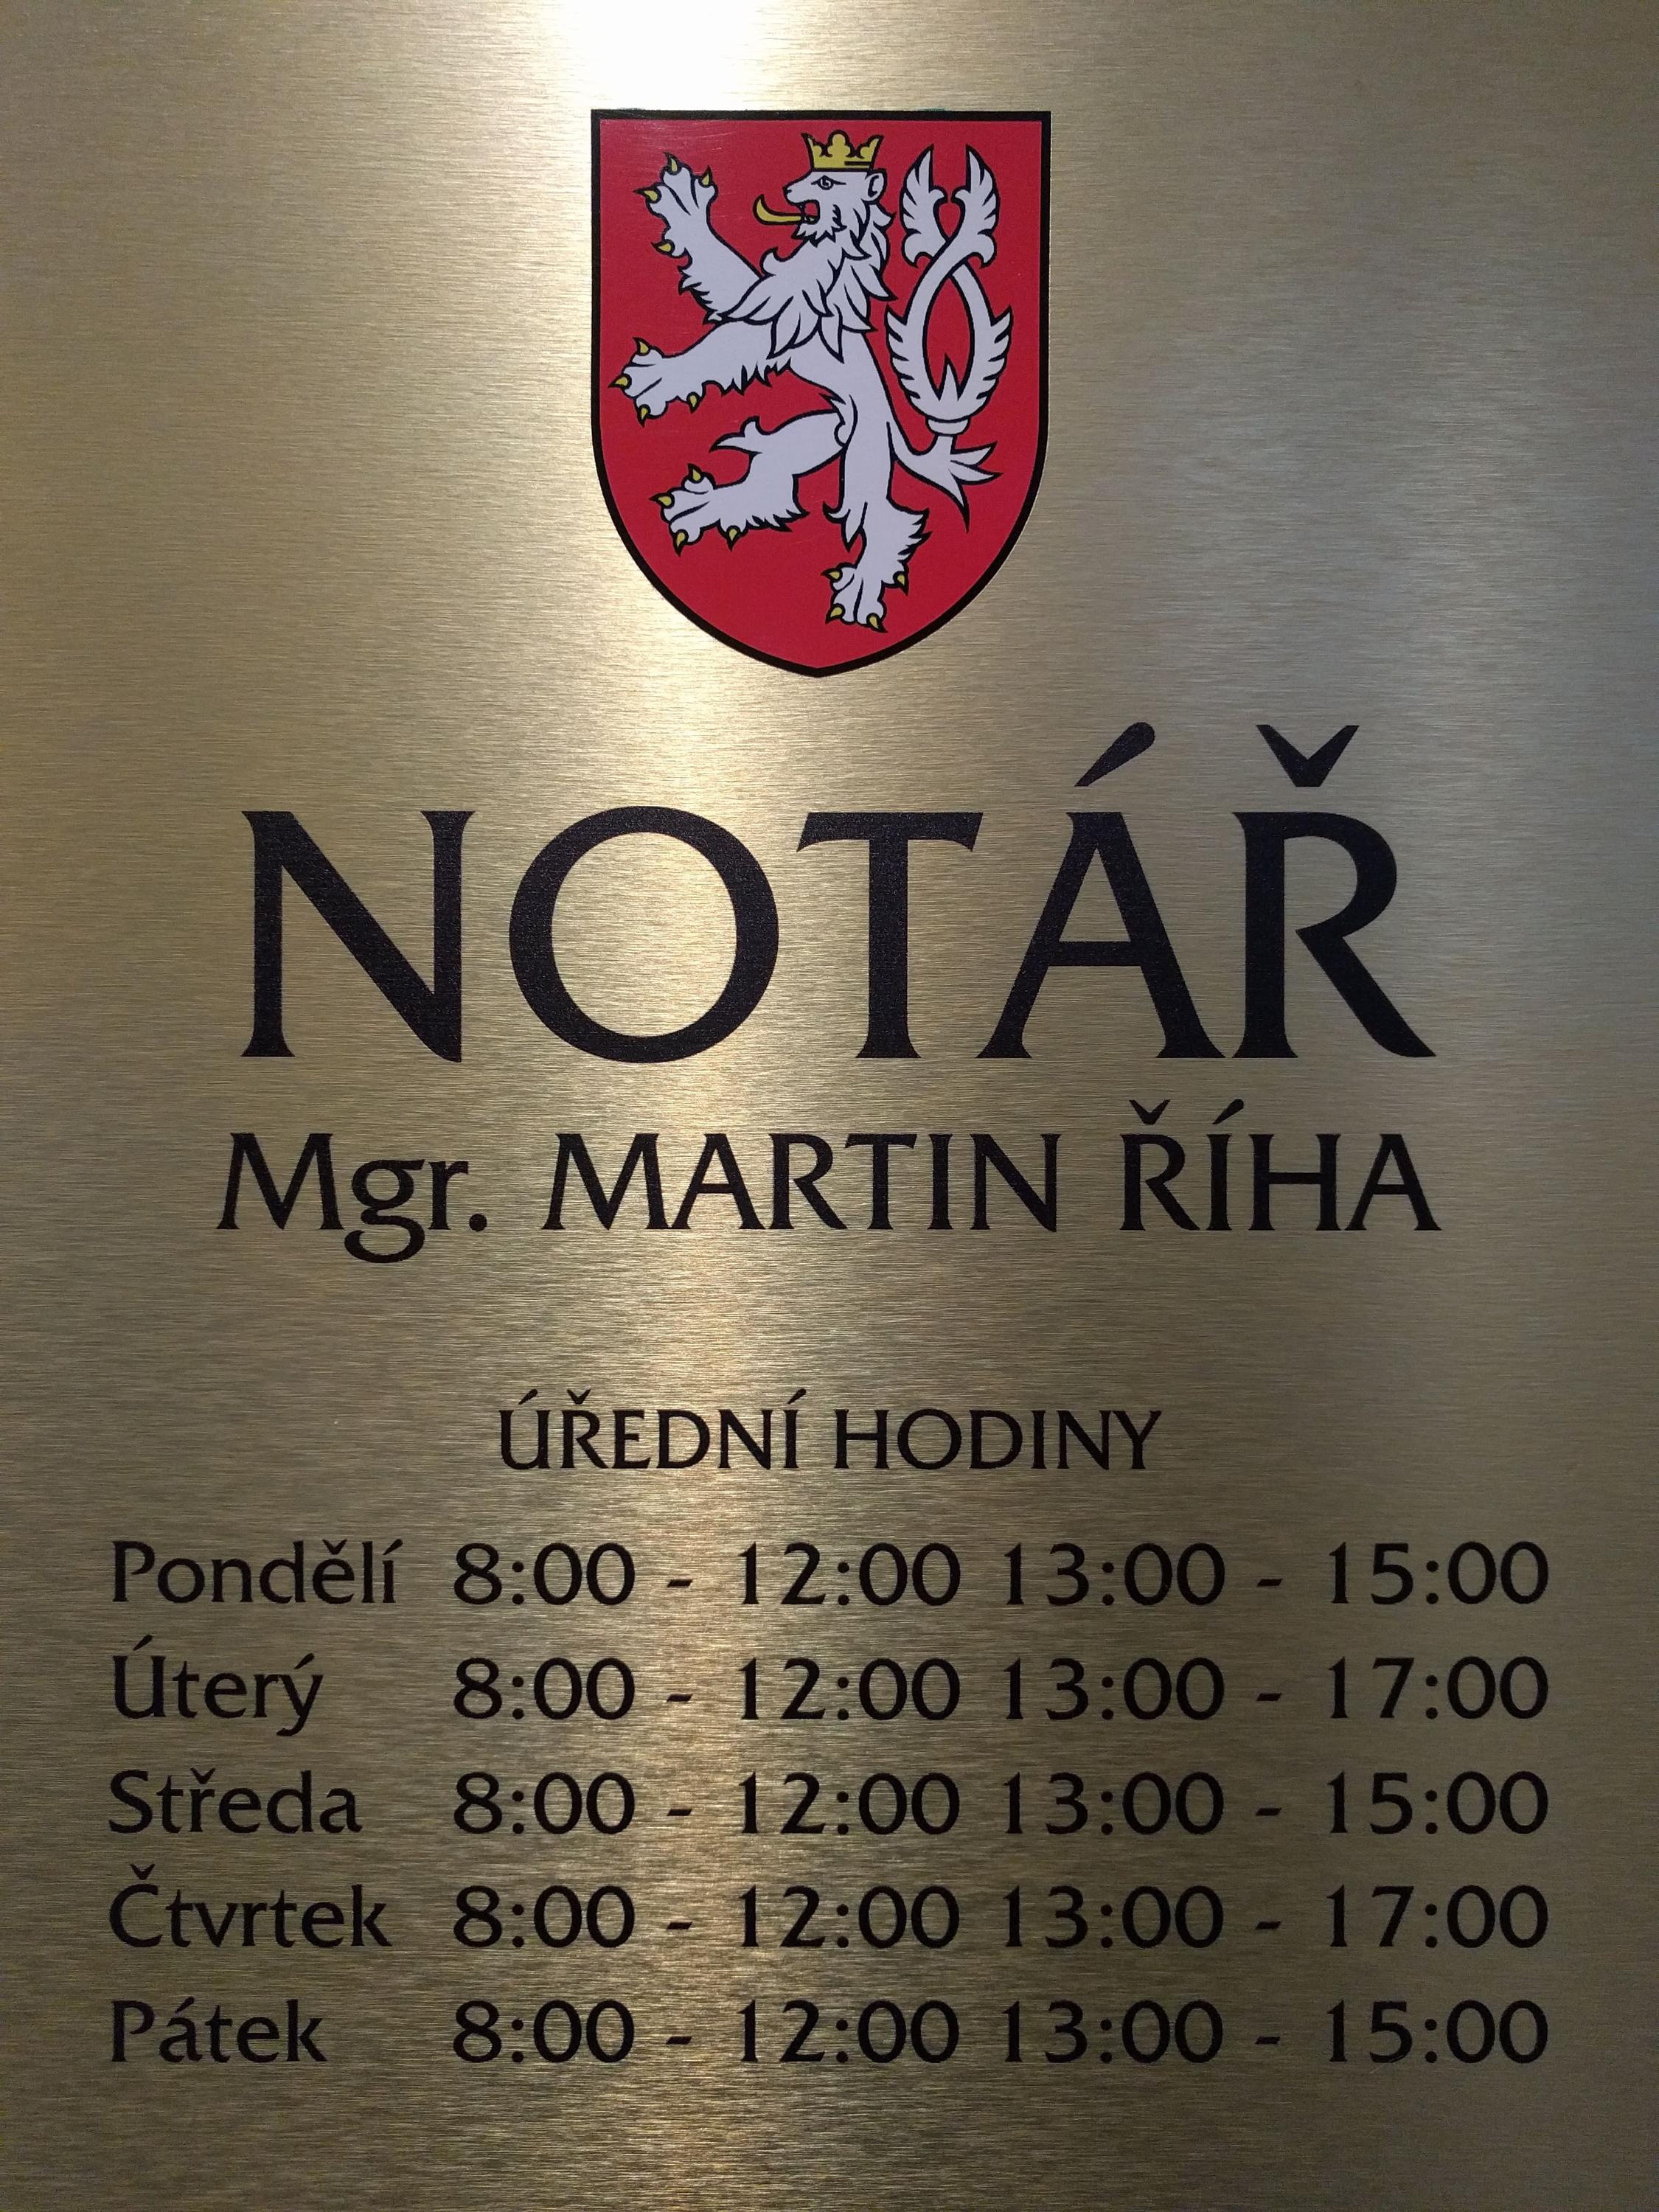 NOTÁŘ
Mgr. MARTIN ŘÍHA
ÚŘEDNÍ HODINY
Pondělí 8:00 - 12:00 13:00 - 15:00
Úterý 8:00 - 12:00 13:00 - 17:00
Středa 8:00 - 12:00 13:00 - 15:00
Čtvrtek 8:00 - 12:00 13:00 - 17:00
Pátek 8:00 - 12:00 13:00 - 15:00